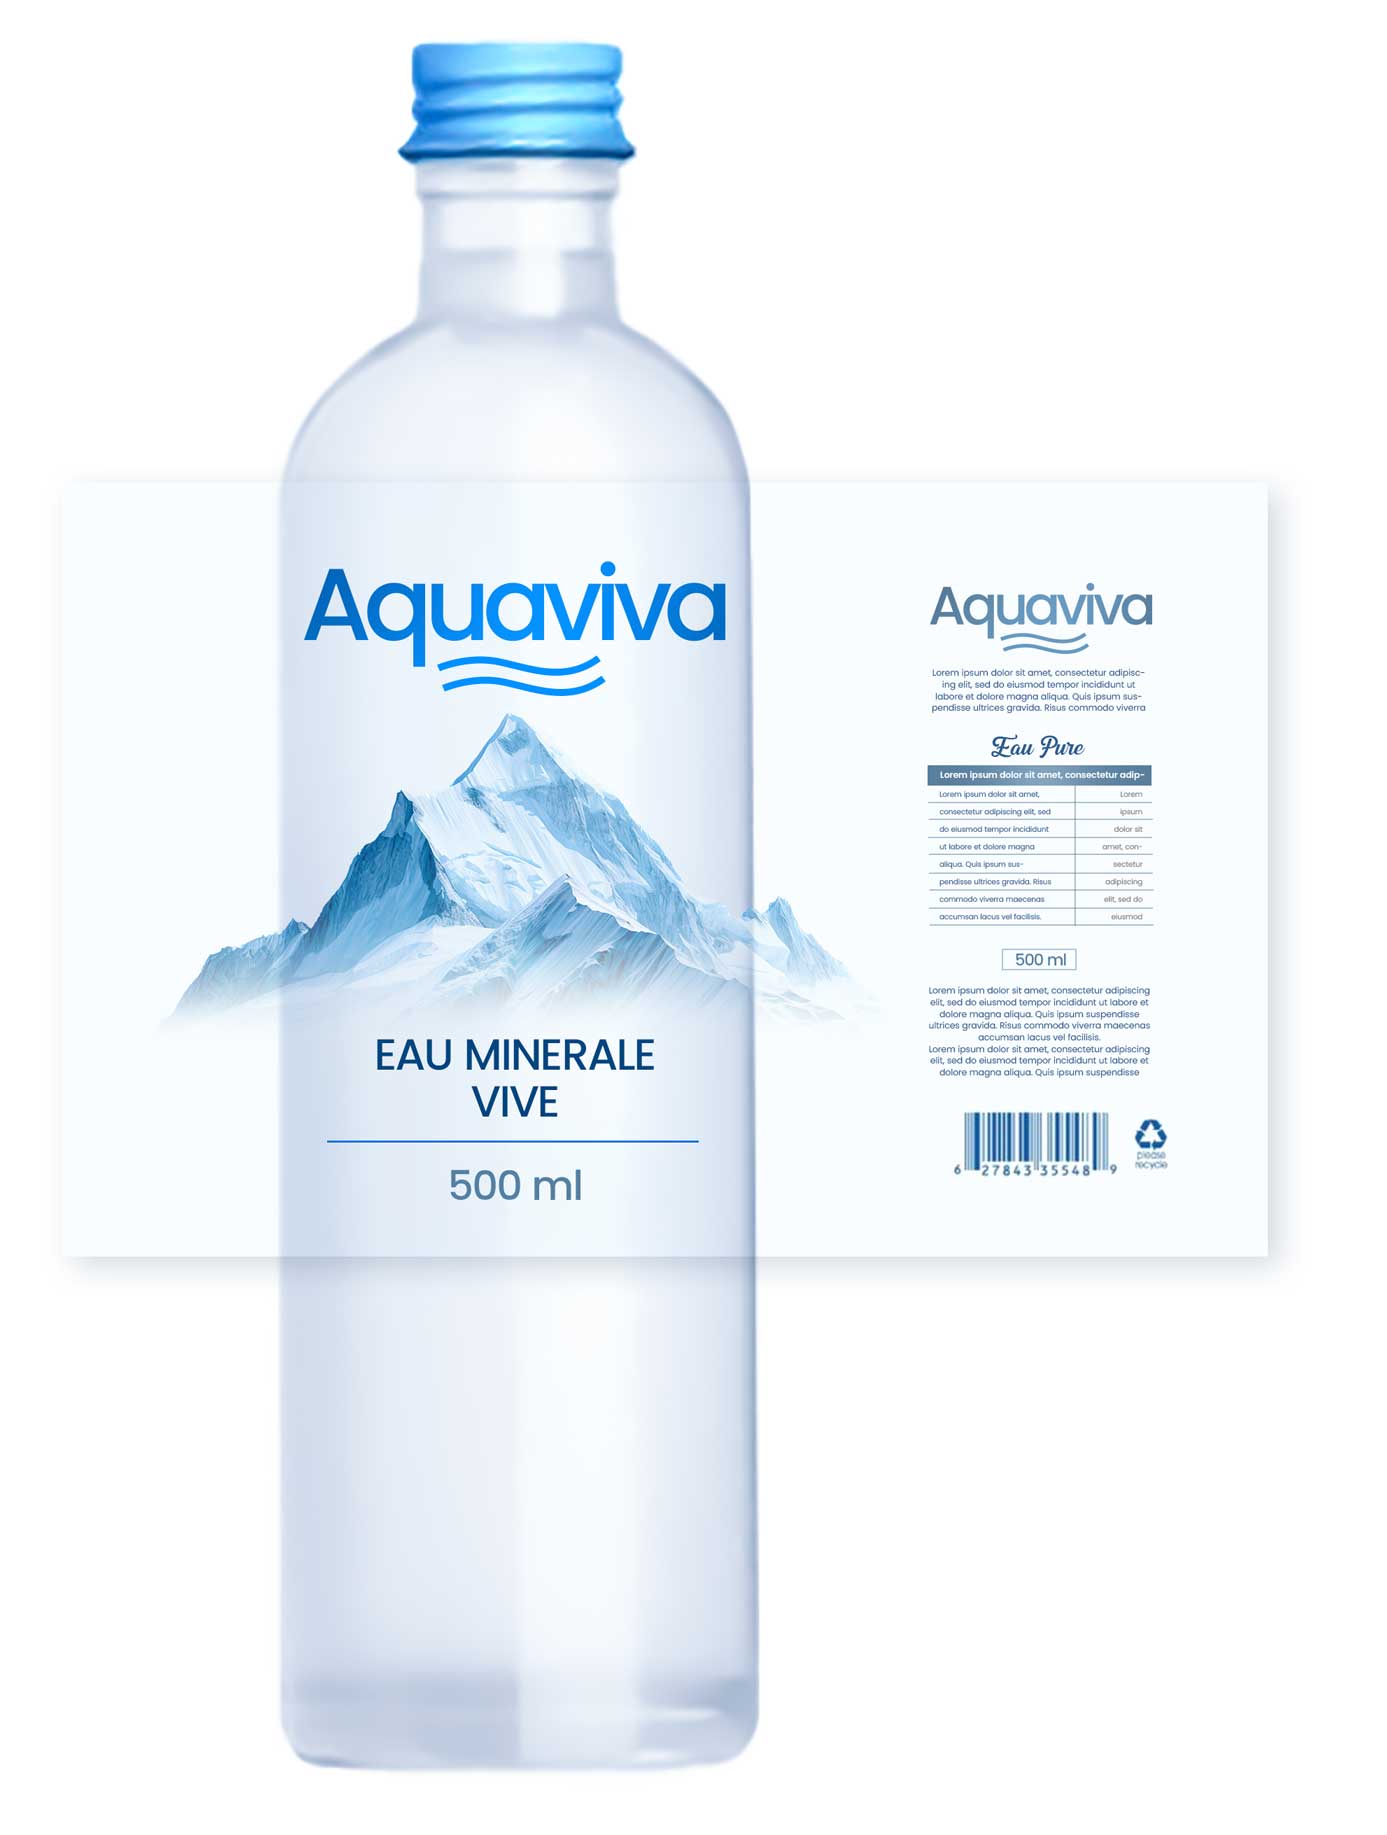 Aquaviva
EAU MINERALE
VIVE
500 ml
Aquaviva
Lorem ipsum dolor sit amet, consectetur adipisc-
ing elit, sed do eiusmod tempor incididunt ut
labore et dolore magna aliqua. Quis ipsum sus-
pendisse ultrices gravida. Risus commodo viverra
Eau Pure
Lorem ipsum dolor sit amet, consectetur adip-
Lorem ipsum dolor sit amet, Lorem
consectetur adipiscing elit, sed ipsum
do eiusmod tempor incididunt dolor sit
ut labore et dolore magna amet, con-
aliqua. Quis ipsum sus- sectetur
pendisse ultrices gravida. Risus adipiscing
commodo viverra maecenas elit, sed do
accumsan lacus vel facilisis. eiusmod
500 ml
Lorem ipsum dolor sit amet, consectetur adipiscing
elit, sed do eiusmod tempor incididunt ut labore et
dolore magna aliqua. Quis ipsum suspendisse
ultrices gravida. Risus commodo viverra maecenas
accumsan lacus vel facilisis.
Lorem ipsum dolor sit amet, consectetur adipiscing
elit, sed do eiusmod tempor incididunt ut labore et
dolore magna aliqua. Quis ipsum suspendisse
6 27843 35548 9
please
recycle